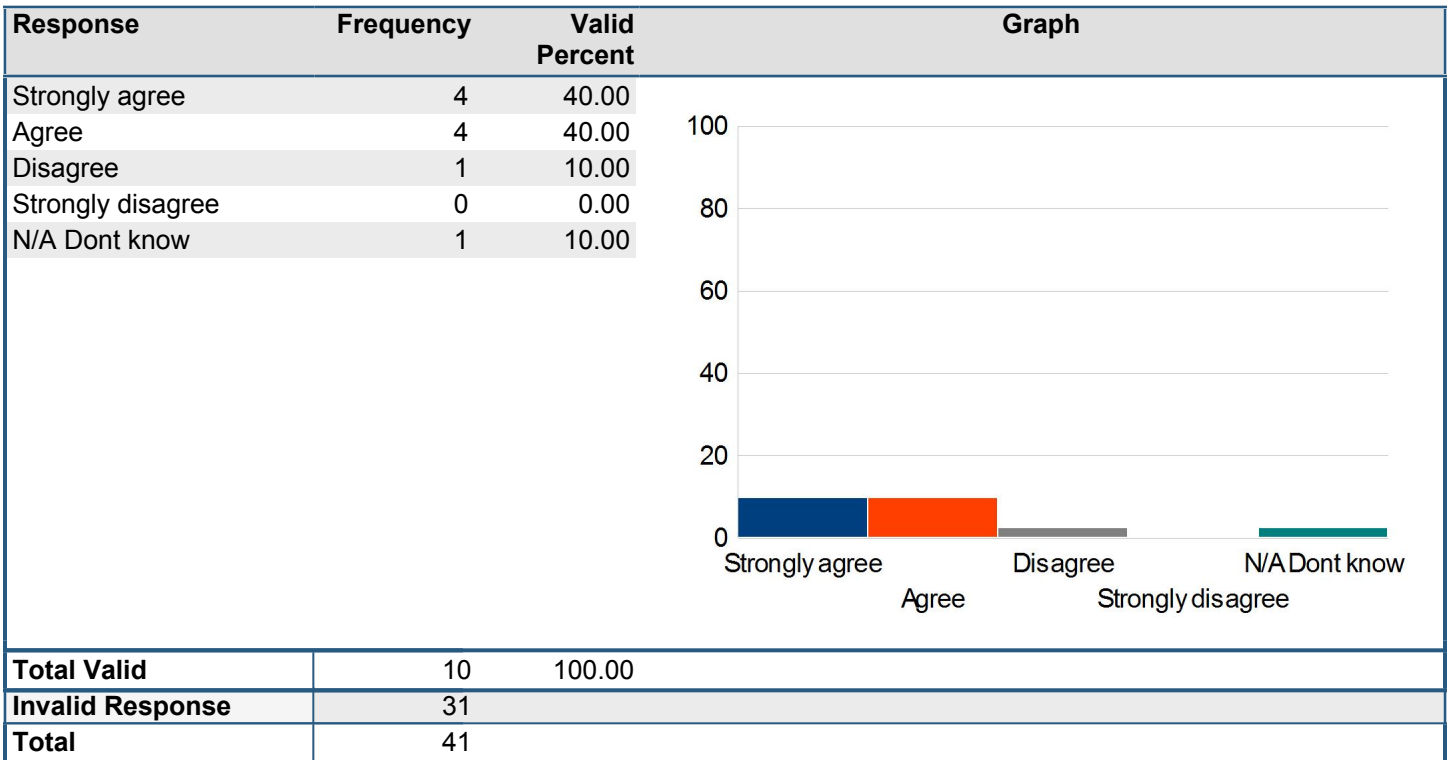 Response Frequency Valid Percent Graph
Strongly agree 4 40.00
Agree 4 40.00
Disagree 1 10.00
Strongly disagree 0 0.00
N/A Dont know 1 10.00
100
80
60
40
20
0
Strongly agree Disagree N/A Dont know
Agree Strongly disagree
Total Valid 10 100.00
Invalid Response 31
Total 41